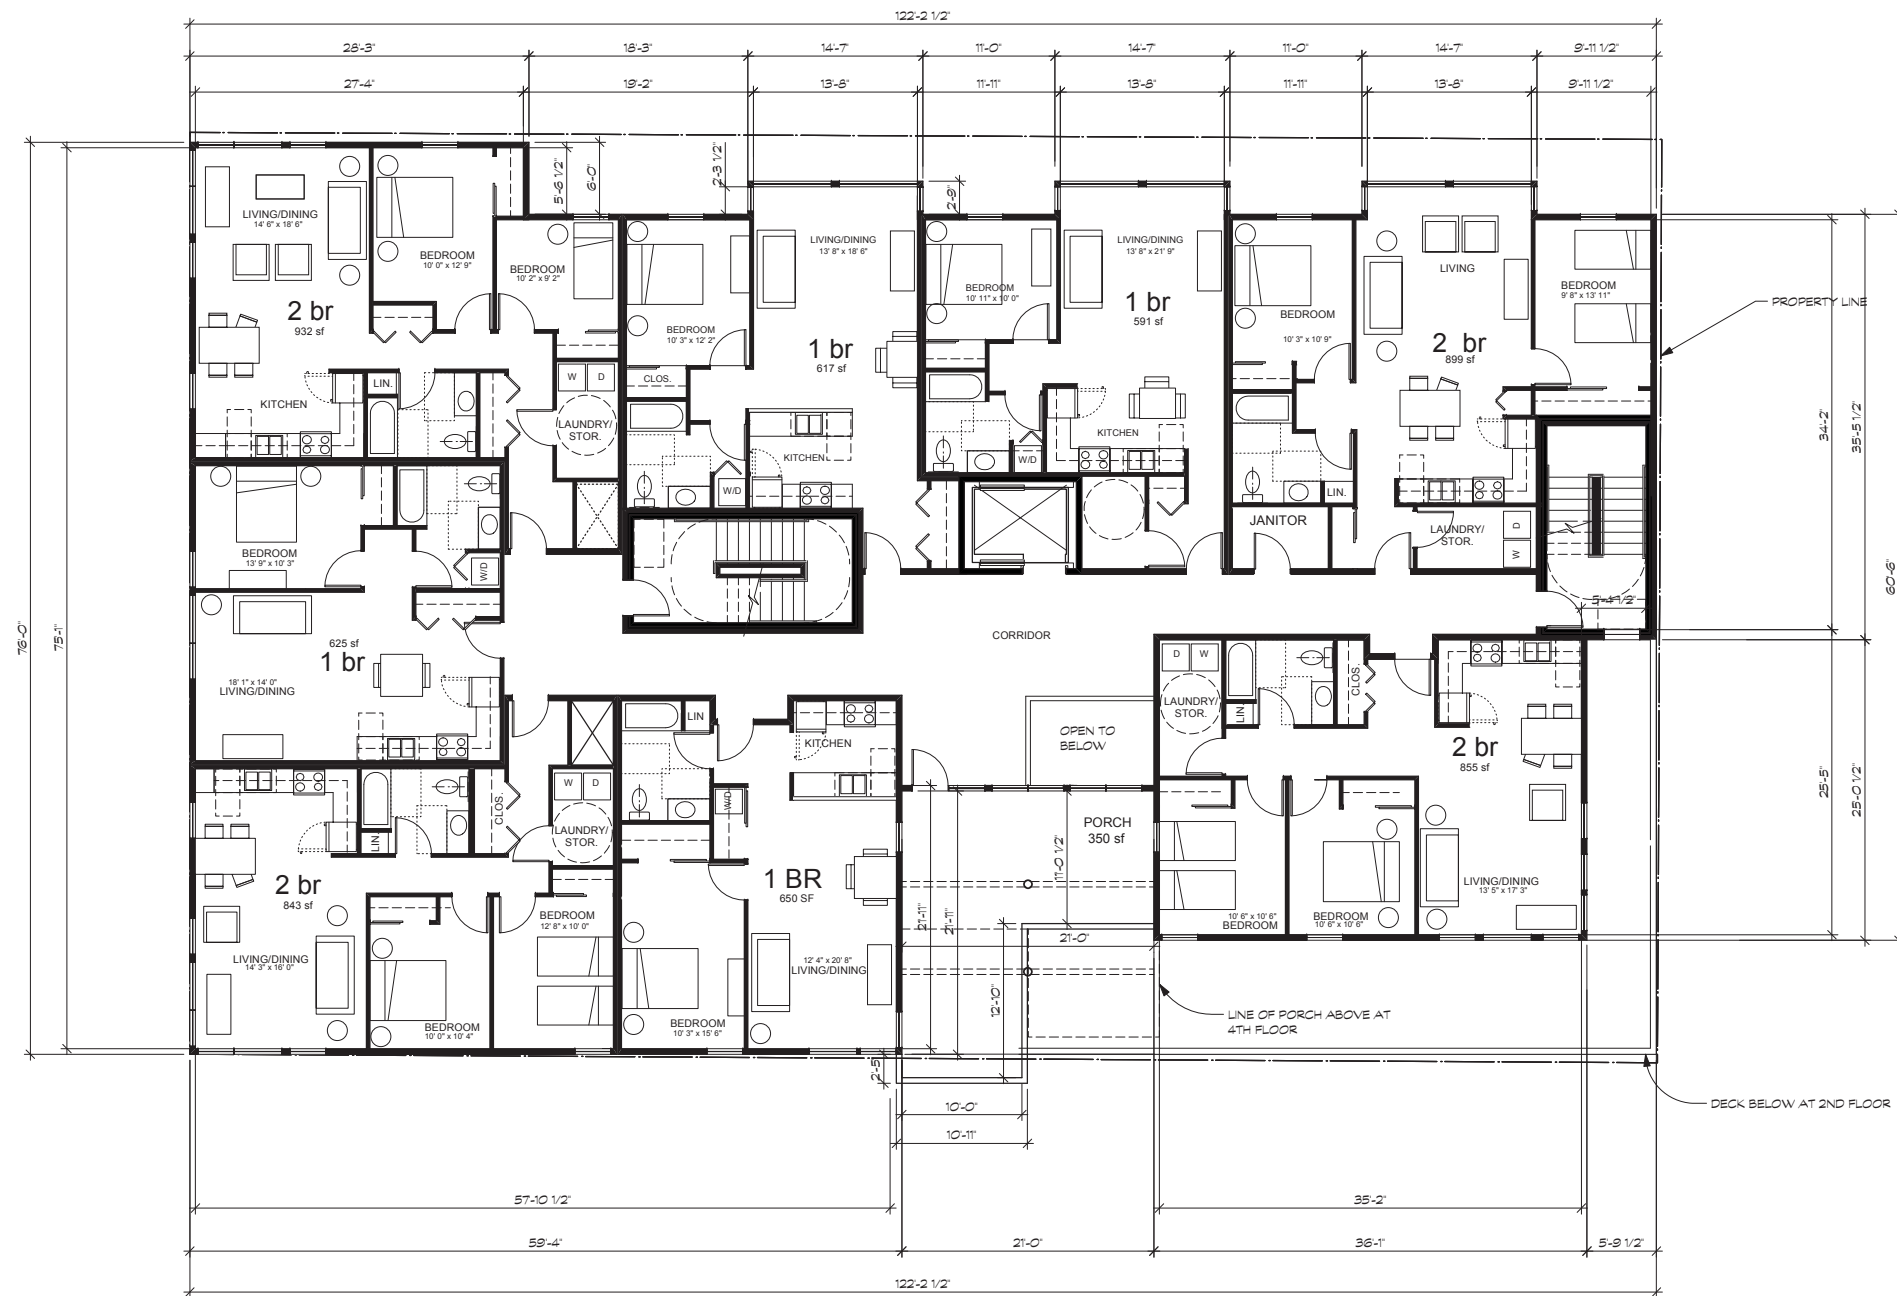 122'-2 1/2"
28'-3"
18'-3"
14'-7"
11'-0"
14'-7"
11'-0"
14'-7"
9'-11 1/2"
27'-4"
19'-2"
13'-8"
11'-11"
13'-8"
11'-11"
13'-8"
9'-11 1/2"
76'-0"
75'-1"
5'-6 1/2"
6'-0"
2'-3 1/2"
2'-9"
LIVING/DINING
14' 6" x 18' 6"
BEDROOM
10' 0" x 12' 9"
BEDROOM
10' 2" x 9' 2"
2 br
932 sf
KITCHEN
LIN.
W
D
LAUNDRY/
STOR.
BEDROOM
10' 3" x 12' 2"
CLOS.
LIVING/DINING
13' 8" x 18' 6"
1 br
617 sf
KITCHEN
W/D
BEDROOM
10' 11" x 10' 0"
LIVING/DINING
13' 8" x 21' 9"
1 br
591 sf
KITCHEN
W/D
BEDROOM
10' 3" x 10' 9"
LIVING
2 br
899 sf
BEDROOM
9' 8" x 13' 11"
LIN.
JANITOR
LAUNDRY/
STOR.
D
W
PROPERTY LINE
34'-2"
35'-5 1/2"
60'-6"
5'-4 1/2"
BEDROOM
13' 9" x 10' 3"
W/D
625 sf
1 br
18' 1" x 14' 0"
LIVING/DINING
CORRIDOR
OPEN TO
BELOW
LIN
KITCHEN
W/D
1 BR
650 SF
12' 4" x 20' 8"
LIVING/DINING
BEDROOM
10' 3" x 15' 6"
W
D
LAUNDRY/
STOR.
CLOS.
LIN
2 br
843 sf
LIVING/DINING
14' 3" x 16' 0"
BEDROOM
10' 0" x 10' 4"
BEDROOM
12' 8" x 10' 0"
PORCH
350 sf
11'-0 1/2"
21'-11"
21'-11"
21'-0"
12'-10"
2'-5"
10'-0"
10'-11"
D
W
LAUNDRY/
STOR.
LIN.
CLOS.
2 br
855 sf
LIVING/DINING
13' 5" x 17' 3"
10' 6" x 10' 6"
BEDROOM
BEDROOM
10' 6" x 10' 6"
25'-5"
25'-0 1/2"
LINE OF PORCH ABOVE AT
4TH FLOOR
DECK BELOW AT 2ND FLOOR
57'-10 1/2"
35'-2"
59'-4"
21'-0"
36'-1"
5'-9 1/2"
122'-2 1/2"